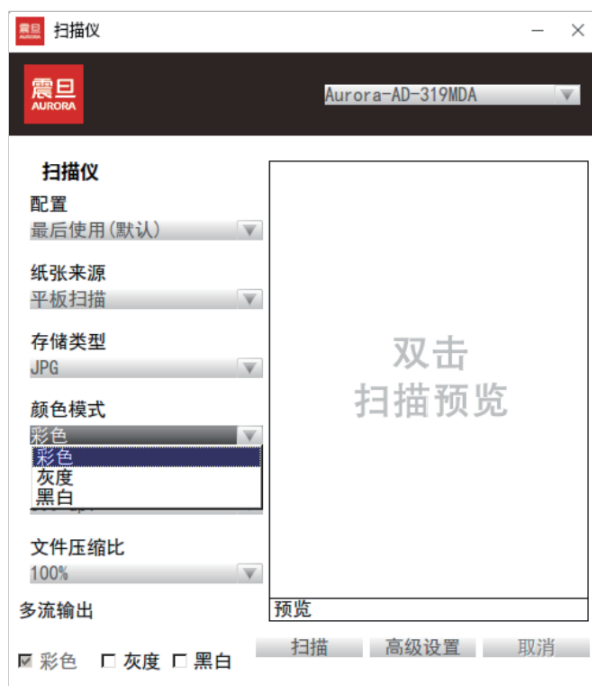 震旦
AURORA
扫描仪
震旦
AURORA
Aurora-AD-319MDA
扫描仪
配置
最后使用(默认)
纸张来源
平板扫描
存储类型
JPG
颜色模式
彩色
彩色
灰度
黑白
文件压缩比
100%
多流输出
彩色 灰度 黑白
双击
扫描预览
预览
扫描 高级设置 取消